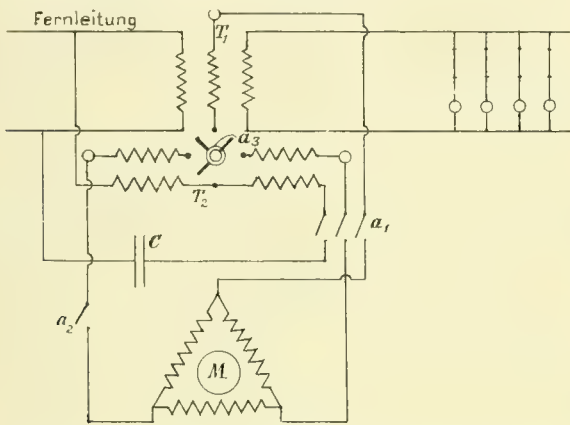 Fernleitung
T₁
a₃
T₂
a₁
C
a₂
M